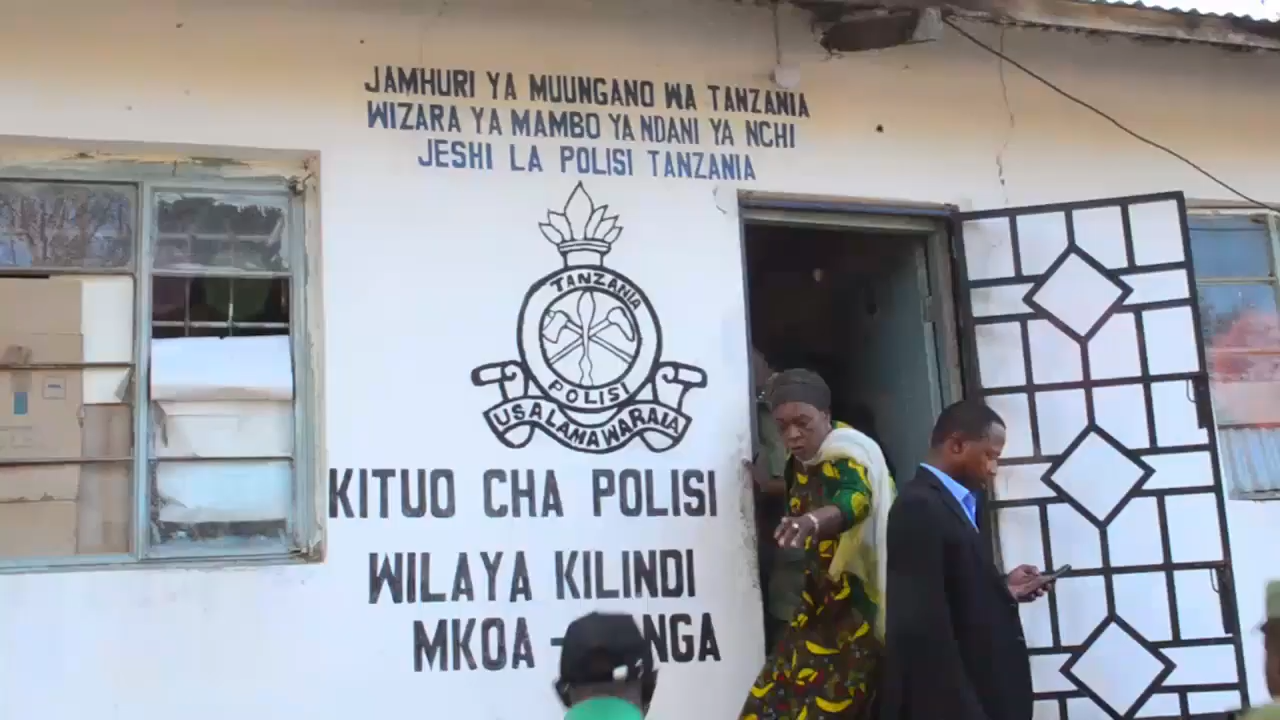 JAMHURI YA MUUNGANO WA TANZANIA
WIZARA YA MAMBO YA NDANI YA NCHI
JESHI LA POLISI TANZANIA
TANZANIA
POLISI
USALAMA WA RAIA
KITUO CHA POLISI
WILAYA KILINDI
MKOA -